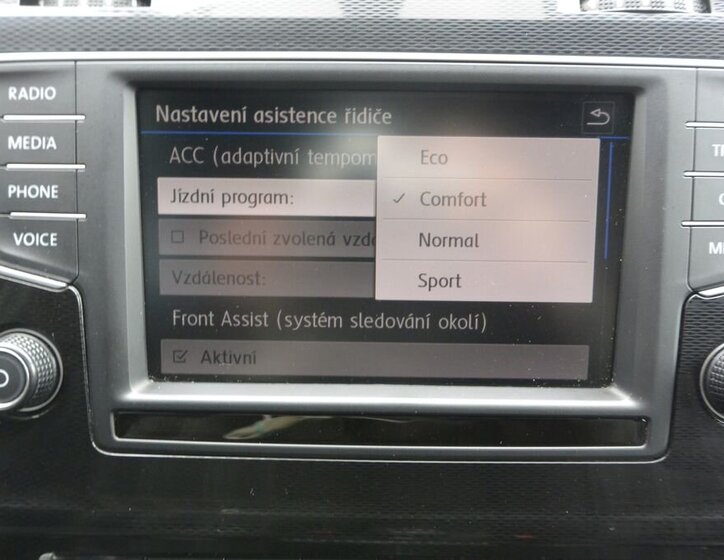 RADIO
MEDIA
PHONE
VOICE
Nastavení asistence řidiče
ACC (adaptivní tempom
Jízdní program:
Poslední zvolená vzd
Vzdálenost:
Eco
Comfort
Normal
Sport
Front Assist (systém sledování okolí)
Aktivní